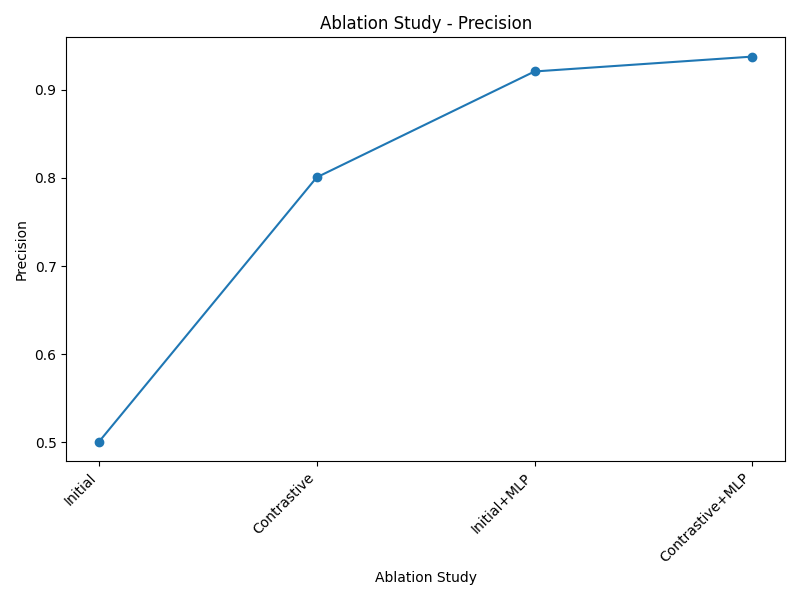 Ablation Study - Precision
Precision
0.9
0.8
0.7
0.6
0.5
Initial
Contrastive
Initial+MLP
Contrastive+MLP
Ablation Study